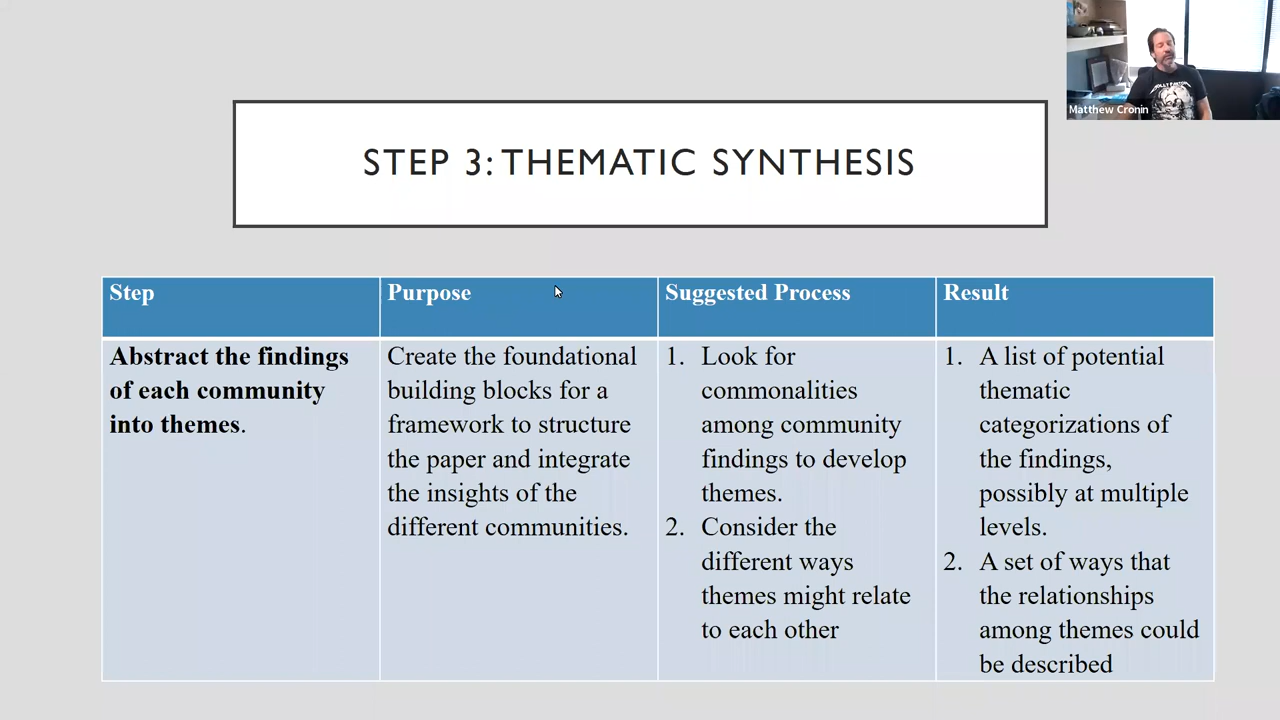 Matthew Cronin
STEP 3: THEMATIC SYNTHESIS
Step
Purpose
Suggested Process
Result
Abstract the findings
of each community
into themes.
Create the foundational
building blocks for a
framework to structure
the paper and integrate
the insights of the
different communities.
1. Look for
commonalities
among community
findings to develop
themes.
2. Consider the
different ways
themes might relate
to each other
1. A list of potential
thematic
categorizations of
the findings,
possibly at multiple
levels.
2. A set of ways that
the relationships
among themes could
be described